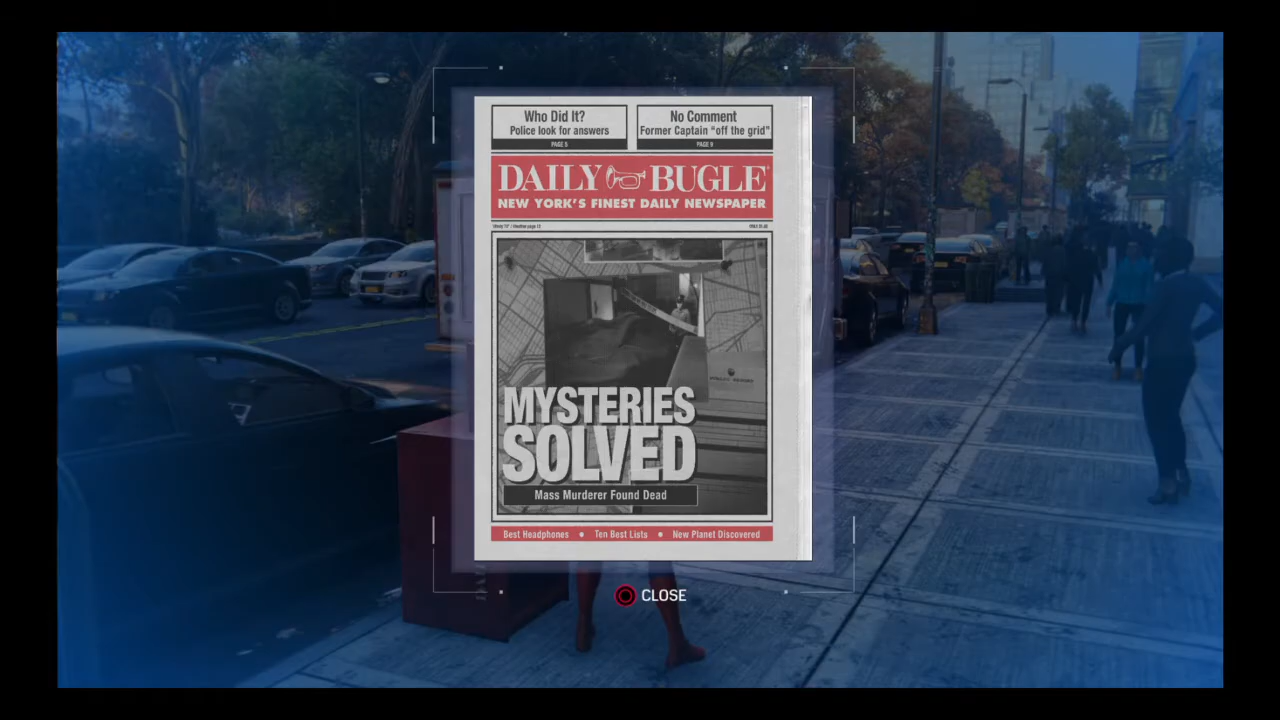 Who Did It?
Police look for answers
PAGE 5
No Comment
Former Captain "off the grid"
PAGE 9
DAILY BUGLE
NEW YORK'S FINEST DAILY NEWSPAPER
MYSTERIES
SOLVED
Mass Murderer Found Dead
Best Headphones • Ten Best Lists • New Planet Discovered
CLOSE